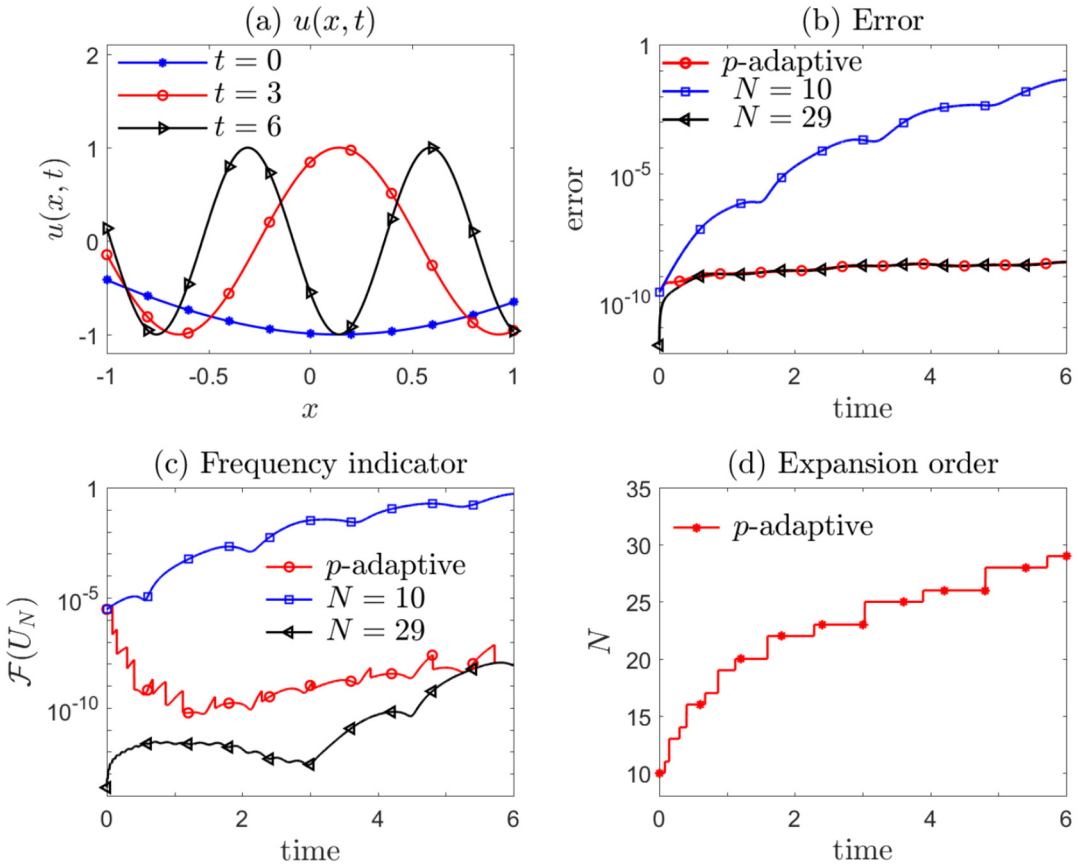 (a) u(x, t)
t = 0
t = 3
t = 6
2
1
0
-1
u(x, t)
-1
-0.5
0
0.5
1
x
(b) Error
p-adaptive
N = 10
N = 29
1
10^-5
10^-10
error
0
2
4
6
time
(c) Frequency indicator
p-adaptive
N = 10
N = 29
1
10^-5
10^-10
F(U_N)
0
2
4
6
time
(d) Expansion order
p-adaptive
35
30
25
20
15
10
N
0
2
4
6
time